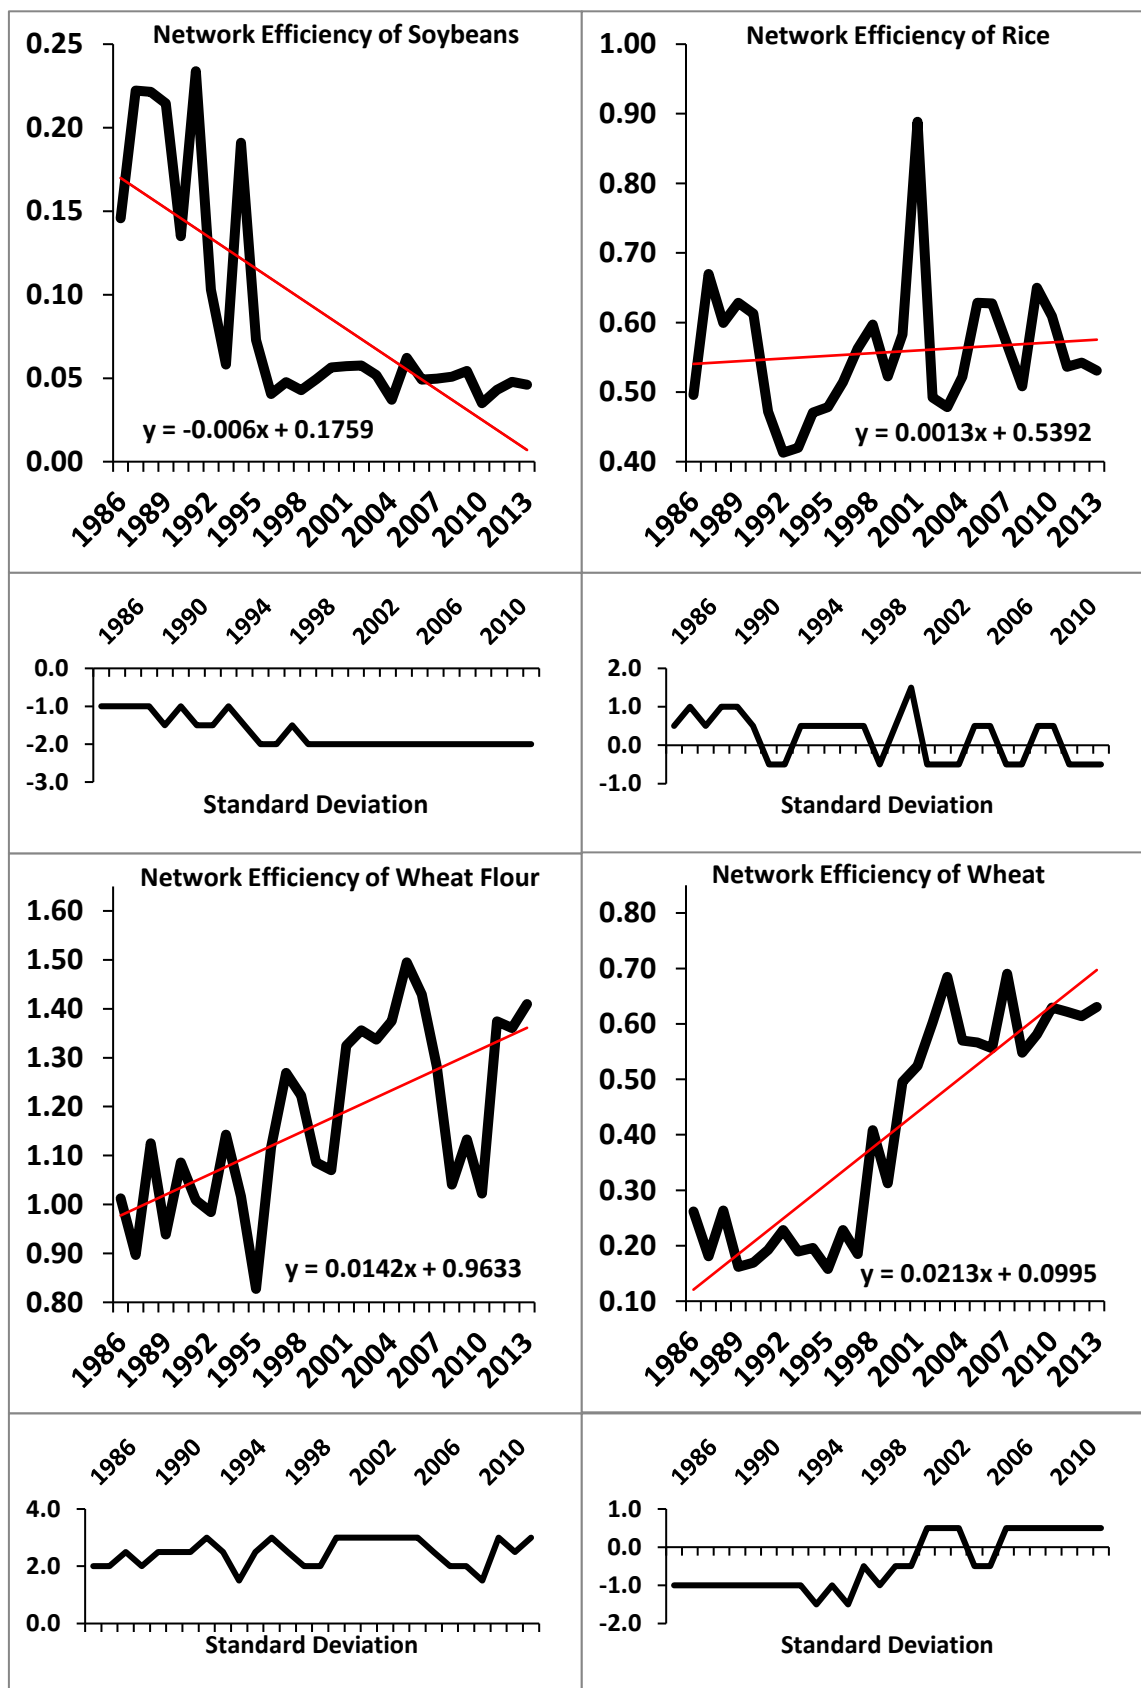 Network Efficiency of Soybeans
0.25
0.20
0.15
0.10
0.05
0.00
y = -0.006x + 0.1759
1986 1989 1992 1995 1998 2001 2004 2007 2010 2013
Network Efficiency of Rice
1.00
0.90
0.80
0.70
0.60
0.50
0.40
y = 0.0013x + 0.5392
1986 1989 1992 1995 1998 2001 2004 2007 2010 2013
1986 1990 1994 1998 2002 2006 2010
0.0
-1.0
-2.0
-3.0
Standard Deviation
1986 1990 1994 1998 2002 2006 2010
2.0
1.0
0.0
-1.0
Standard Deviation
Network Efficiency of Wheat Flour
1.60
1.50
1.40
1.30
1.20
1.10
1.00
0.90
0.80
y = 0.0142x + 0.9633
1986 1989 1992 1995 1998 2001 2004 2007 2010 2013
Network Efficiency of Wheat
0.80
0.70
0.60
0.50
0.40
0.30
0.20
0.10
y = 0.0213x + 0.0995
1986 1989 1992 1995 1998 2001 2004 2007 2010 2013
1986 1990 1994 1998 2002 2006 2010
4.0
2.0
0.0
Standard Deviation
1986 1990 1994 1998 2002 2006 2010
1.0
0.0
-1.0
-2.0
Standard Deviation